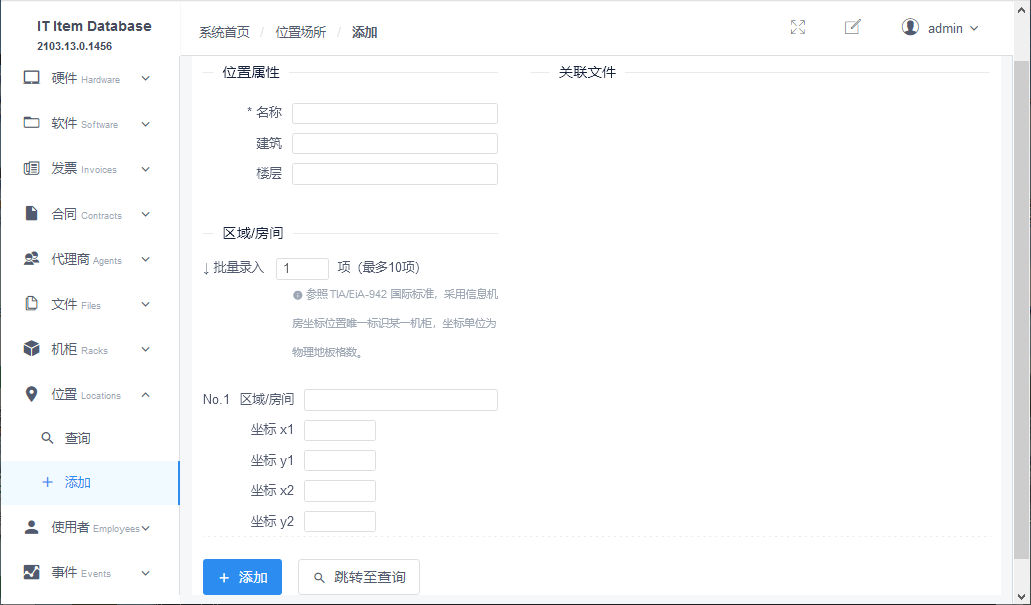 IT Item Database
2103.13.0.1456
系统首页 / 位置场所 / 添加
admin
硬件 Hardware
软件 Software
发票 Invoices
合同 Contracts
代理商 Agents
文件 Files
机柜 Racks
位置 Locations
查询
+ 添加
使用者 Employees
事件 Events
位置属性
* 名称
建筑
楼层
区域/房间
↓批量录入 1 项（最多10项）
参照TIA/EiA-942 国际标准，采用信息机
房坐标位置唯一标识某一机柜，坐标单位为
物理地板格数。
No.1 区域/房间
坐标 x1
坐标 y1
坐标 x2
坐标 y2
+ 添加
跳转至查询
关联文件